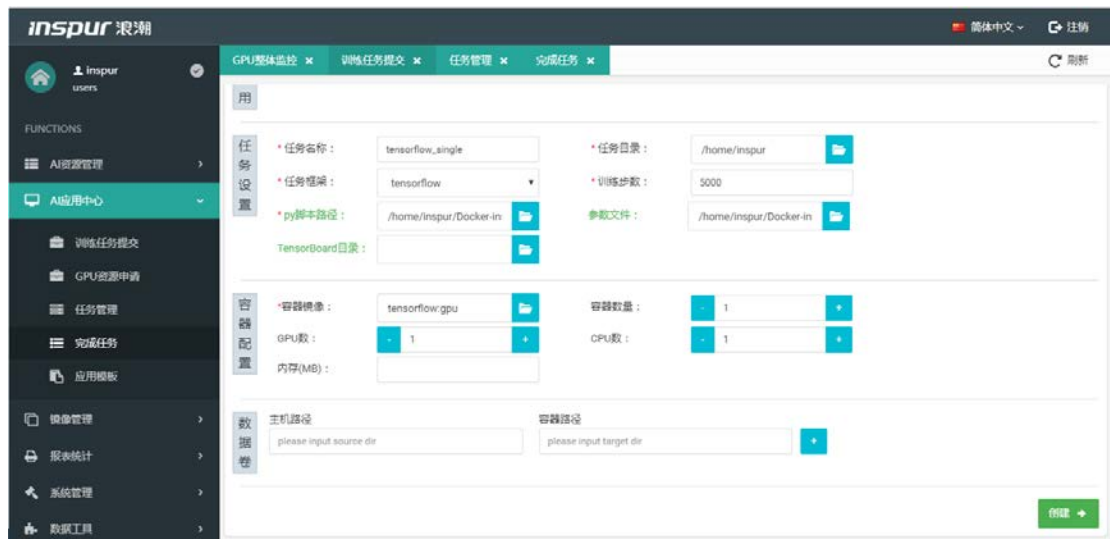 inspur 浪潮
简体中文
注销
inspur
users
GPU整体监控 ×
训练任务提交 ×
任务管理 ×
完成任务 ×
刷新
FUNCTIONS
AI资源管理
AI应用中心
训练任务提交
GPU资源申请
任务管理
完成任务
应用模板
镜像管理
报表统计
系统管理
数据工具
用
任务设置
* 任务名称：
tensorflow_single
* 任务目录：
/home/inspur
* 任务框架：
tensorflow
* 训练步数：
5000
* py脚本路径：
/home/inspur/Docker-in
参数文件：
/home/inspur/Docker-in
TensorBoard目录：
容器配置
*容器镜像：
tensorflow:gpu
容器数量：
- 1 +
GPU数：
- 1 +
CPU数：
- 1 +
内存(MB)：
数据卷
主机路径
容器路径
please input source dir
please input target dir
+
创建